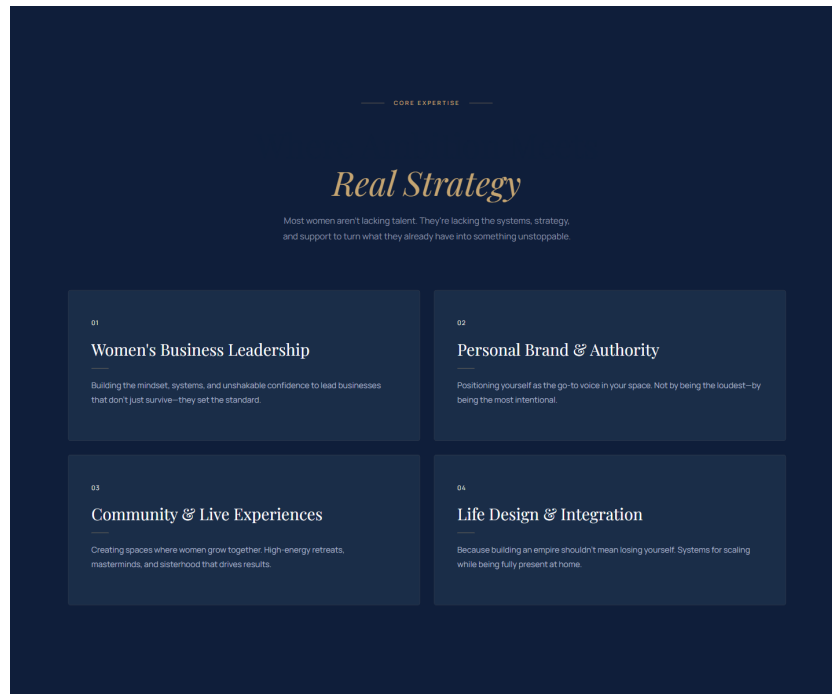 CORE EXPERTISE
Real Strategy
Most women aren't lacking talent. They're lacking the systems, strategy,
and support to turn what they already have into something unstoppable.
01
Women's Business Leadership
Building the mindset, systems, and unshakable confidence to lead businesses
that don't just survive—they set the standard.
02
Personal Brand & Authority
Positioning yourself as the go-to voice in your space. Not by being the loudest—by
being the most intentional.
03
Community & Live Experiences
Creating spaces where women grow together. High-energy retreats,
masterminds, and sisterhood that drives results.
04
Life Design & Integration
Because building an empire shouldn't mean losing yourself. Systems for scaling
while being fully present at home.